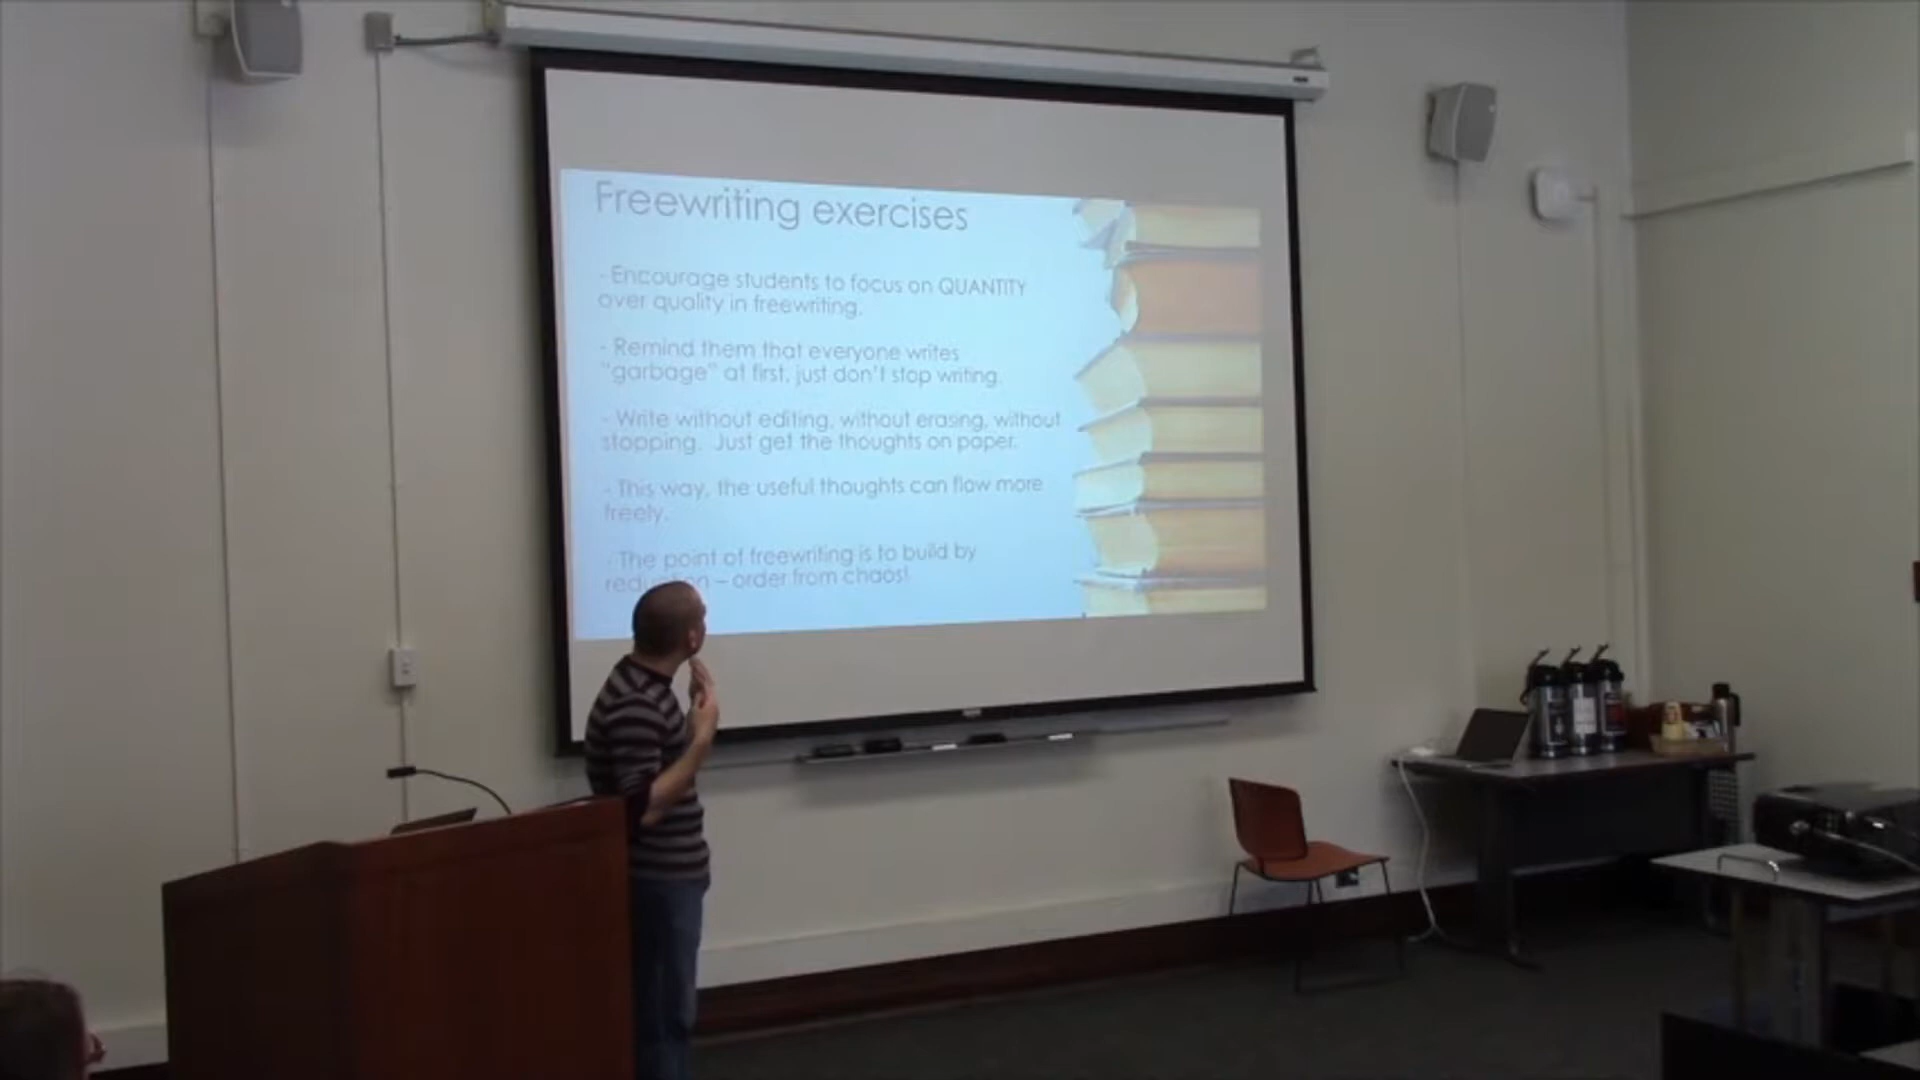 Freewriting exercises
- Encourage students to focus on QUANTITY
over quality in freewriting.
- Remind them that everyone writes
"garbage" at first, just don't stop writing.
- Write without editing, without erasing, without
stopping. Just get the thoughts on paper.
- This way, the useful thoughts can flow more
freely.
- The point of freewriting is to build by
– order from chaos!